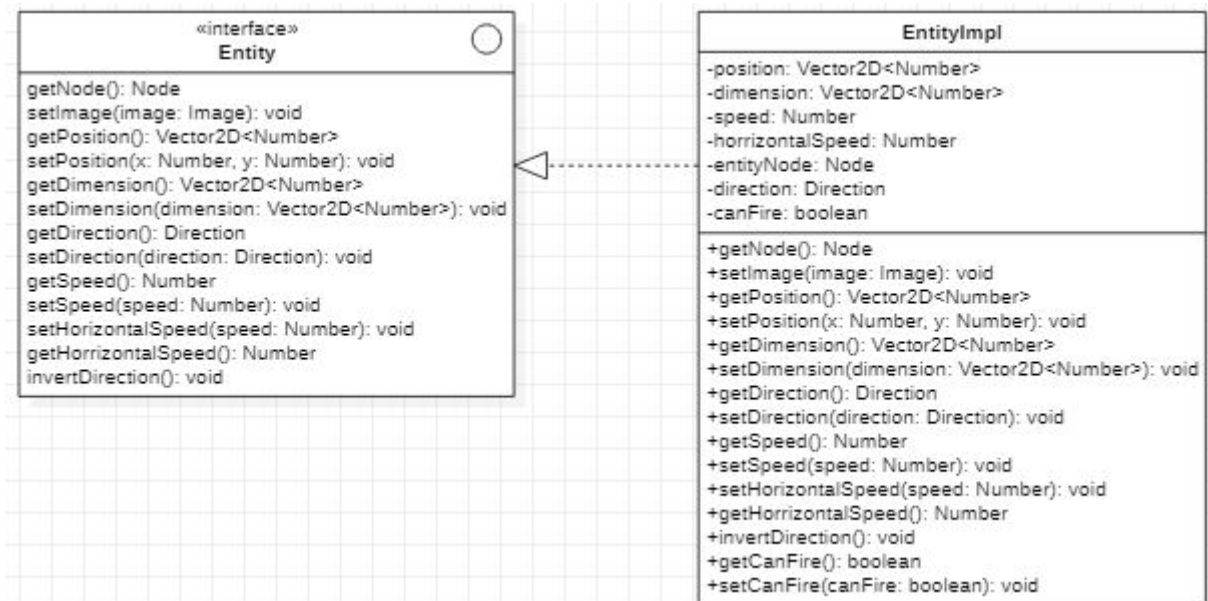 «interface»
Entity
getNode(): Node
setImage(image: Image): void
getPosition(): Vector2D<Number>
setPosition(x: Number, y: Number): void
getDimension(): Vector2D<Number>
setDimension(dimension: Vector2D<Number>): void
getDirection(): Direction
setDirection(direction: Direction): void
getSpeed(): Number
setSpeed(speed: Number): void
setHorizontalSpeed(speed: Number): void
getHorrizontalSpeed(): Number
invertDirection(): void
EntityImpl
-position: Vector2D<Number>
-dimension: Vector2D<Number>
-speed: Number
-horrizontalSpeed: Number
-entityNode: Node
-direction: Direction
-canFire: boolean
+getNode(): Node
+setImage(image: Image): void
+getPosition(): Vector2D<Number>
+setPosition(x: Number, y: Number): void
+getDimension(): Vector2D<Number>
+setDimension(dimension: Vector2D<Number>): void
+getDirection(): Direction
+setDirection(direction: Direction): void
+getSpeed(): Number
+setSpeed(speed: Number): void
+setHorizontalSpeed(speed: Number): void
+getHorrizontalSpeed(): Number
+invertDirection(): void
+getCanFire(): boolean
+setCanFire(canFire: boolean): void